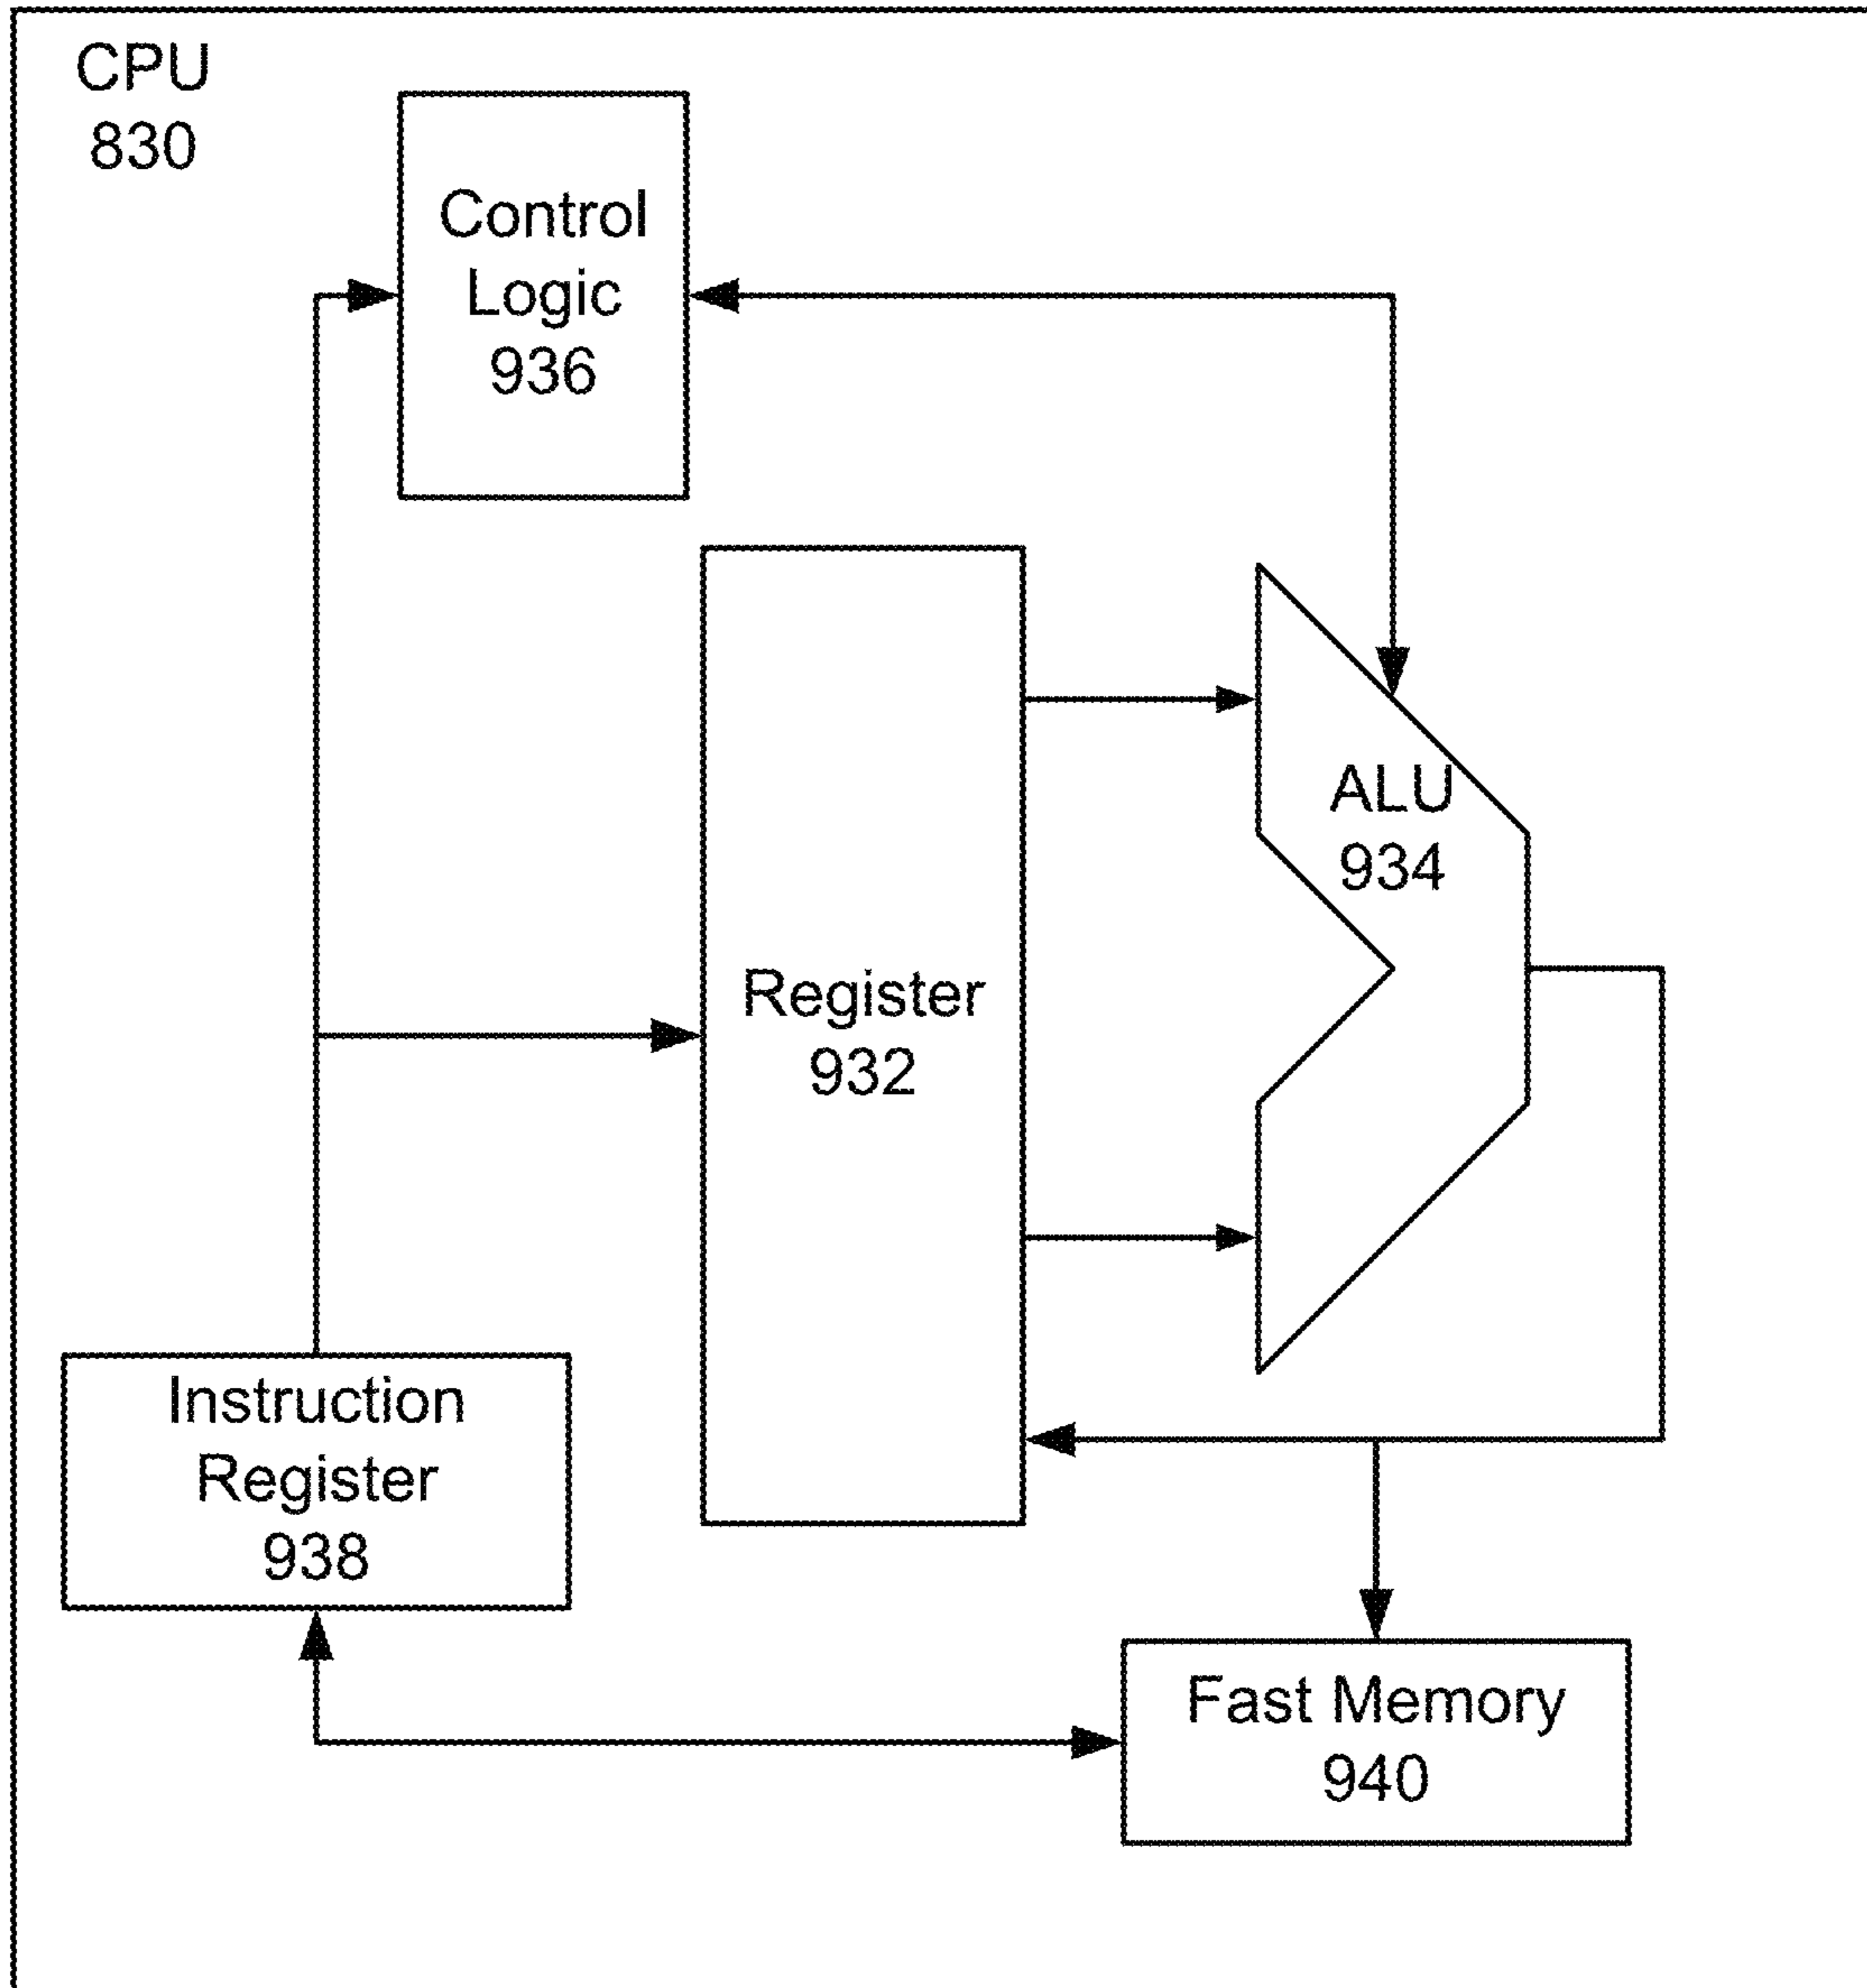 CPU
830
Control
Logic
936
ALU
934
Register
932
Instruction
Register
938
Fast Memory
940